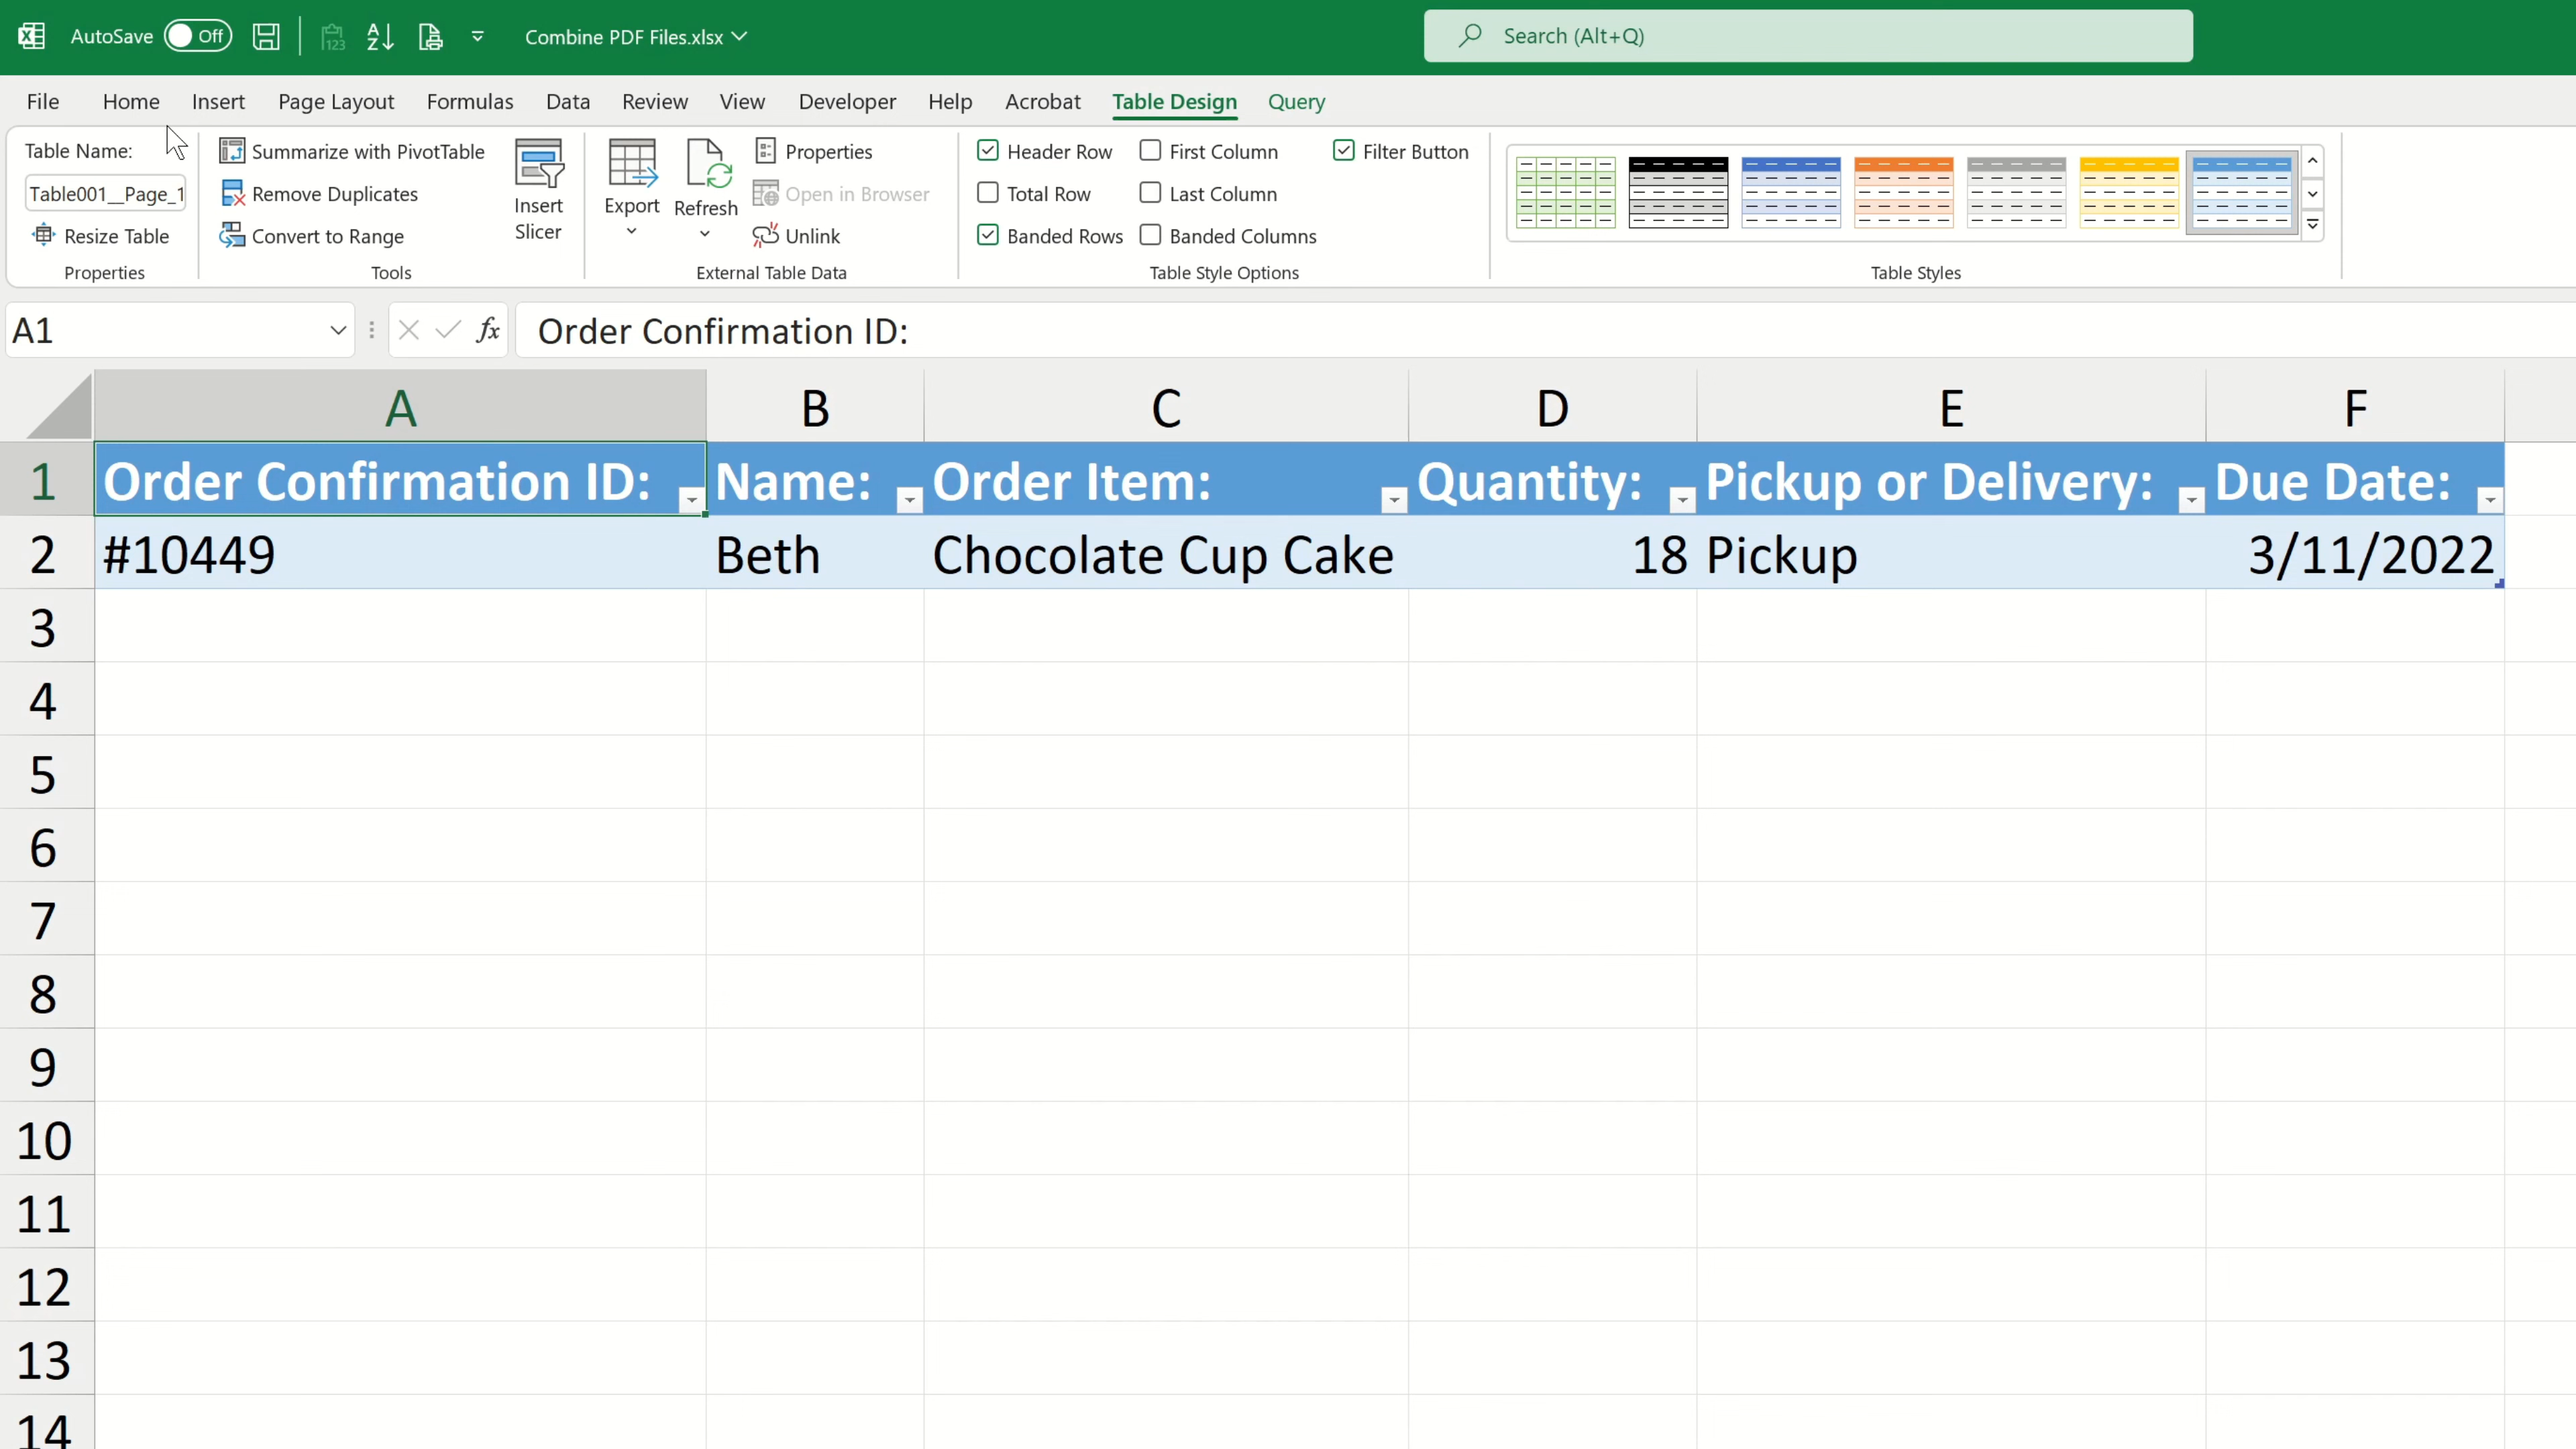 AutoSave Off Combine PDF Files.xlsx Search (Alt+Q)
File Home Insert Page Layout Formulas Data Review View Developer Help Acrobat Table Design Query
Table Name:
Table001__Page_1
Resize Table
Properties
Summarize with PivotTable
Remove Duplicates
Convert to Range
Tools
Insert
Slicer
Export
Refresh
Properties
Open in Browser
Unlink
External Table Data
Header Row
Total Row
Banded Rows
First Column
Last Column
Banded Columns
Filter Button
Table Style Options
Table Styles
A1 fx Order Confirmation ID:
A B C D E F
1 Order Confirmation ID: Name: Order Item: Quantity: Pickup or Delivery: Due Date:
2 #10449 Beth Chocolate Cup Cake 18 Pickup 3/11/2022
3
4
5
6
7
8
9
10
11
12
13
14